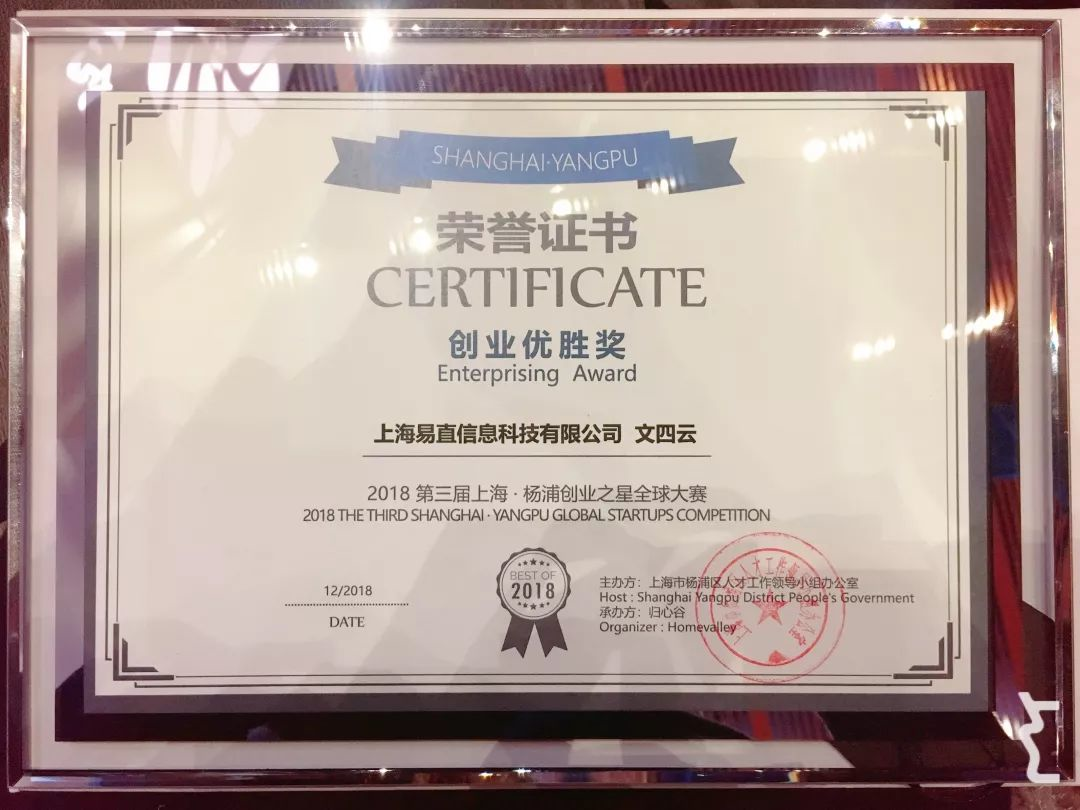 SHANGHAI·YANGPU
荣誉证书
CERTIFICATE
创业优胜奖
Enterprising Award
上海易直信息科技有限公司 文四云
2018 第三届上海·杨浦创业之星全球大赛
2018 THE THIRD SHANGHAI·YANGPU GLOBAL STARTUPS COMPETITION
12/2018
DATE
BEST OF
2018
主办方：上海市杨浦区人才工作领导小组办公室
Host : Shanghai Yangpu District People's Government
承办方：归心谷
Organizer : Homevalley